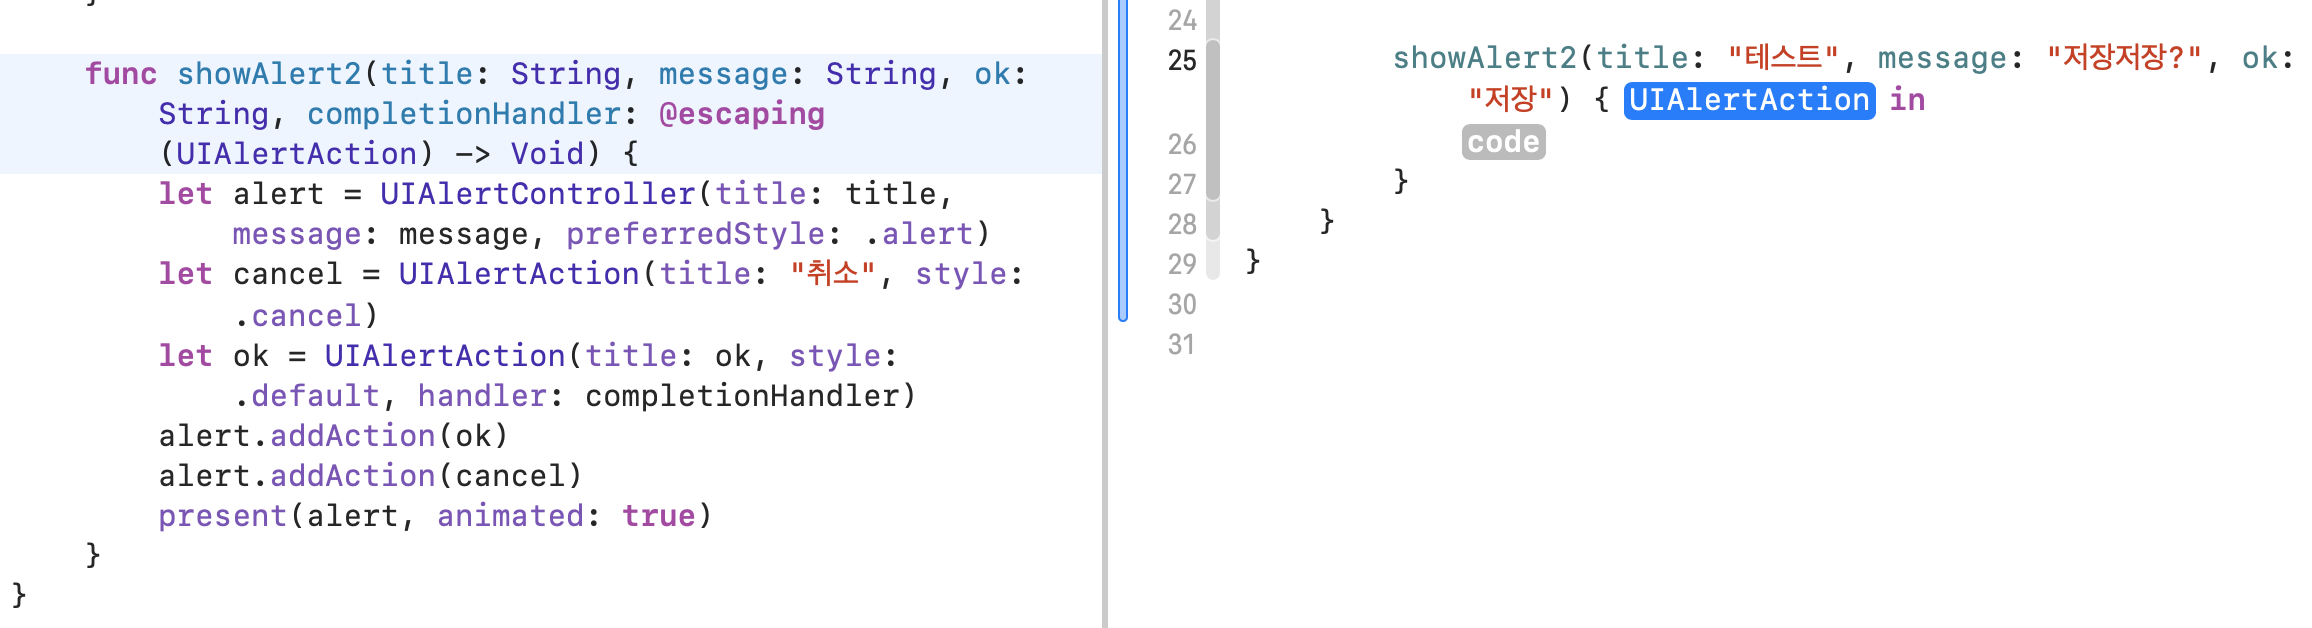 }
func showAlert2(title: String, message: String, ok:
String, completionHandler: @escaping
(UIAlertAction) -> Void) {
let alert = UIAlertController(title: title,
message: message, preferredStyle: .alert)
let cancel = UIAlertAction(title: "취소", style:
.cancel)
let ok = UIAlertAction(title: ok, style:
.default, handler: completionHandler)
alert.addAction(ok)
alert.addAction(cancel)
present(alert, animated: true)
}
}
24
25 showAlert2(title: "테스트", message: "저장저장?", ok:
"저장") { UIAlertAction in
26 code
27 }
28 }
29 }
30
31